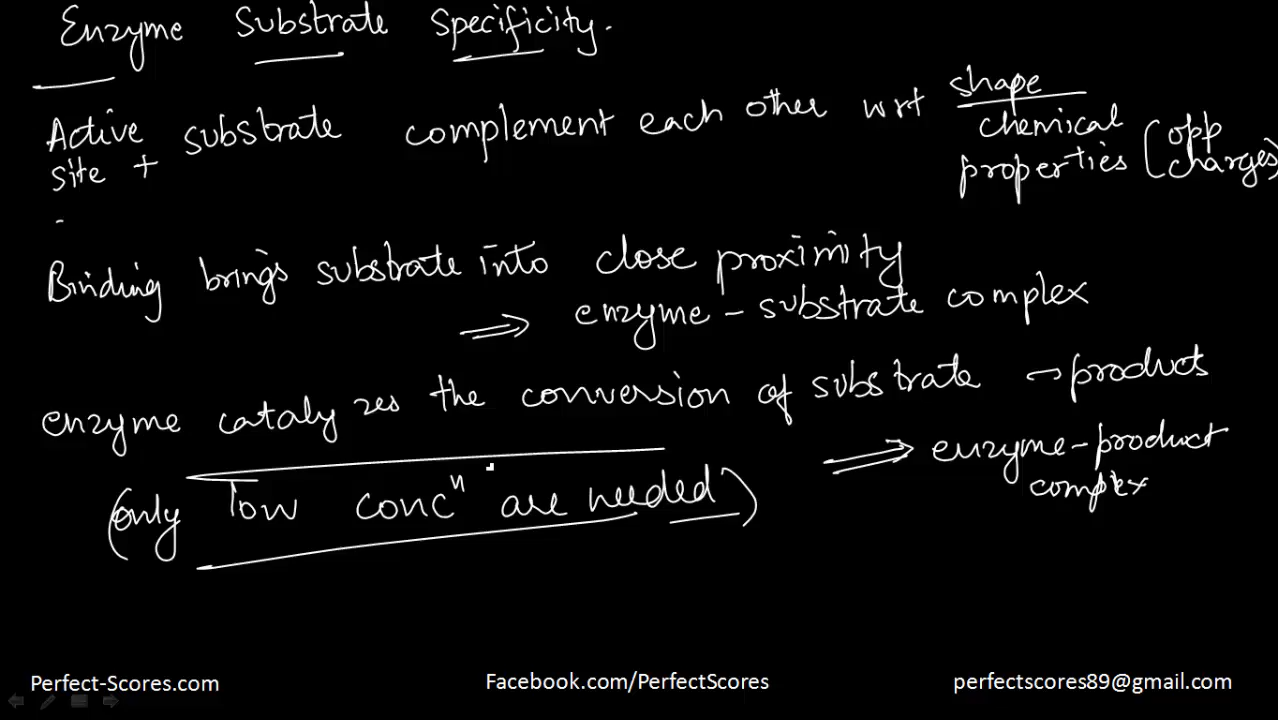 Enzyme Substrate Specificity.
Active site + substrate complement each other wrt shape
chemical properties (opp charges)
Binding brings substrate into close proximity
⇒ enzyme - substrate complex
enzyme catalyzes the conversion of substrate → products
⇒ enzyme - product complex
(only low concⁿ are needed)
Perfect-Scores.com
Facebook.com/PerfectScores
perfectscores89@gmail.com